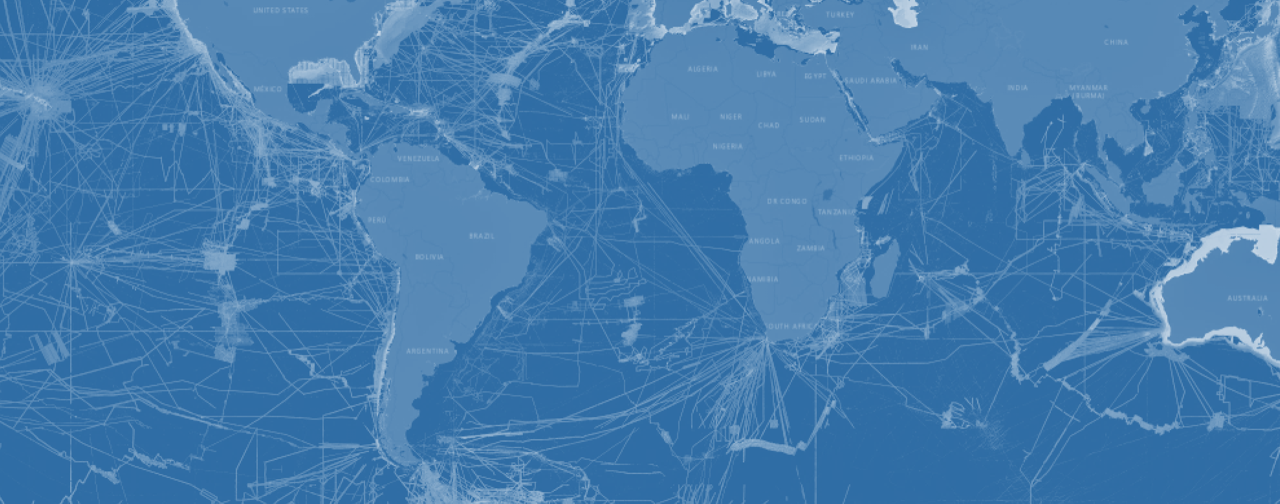 UNITED STATES
TURKEY
IRAN
CHINA
ALGERIA
LIBYA
EGYPT
SAUDI ARABIA
MÉXICO
INDIA
MYANMAR
(BURMA)
MALI
NIGER
CHAD
SUDAN
NIGERIA
VENEZUELA
ETHIOPIA
COLOMBIA
DR CONGO
TANZANIA
PERU
BRAZIL
ANGOLA
ZAMBIA
BOLIVIA
NAMIBIA
AUSTRALIA
SOUTH AFRICA
ARGENTINA